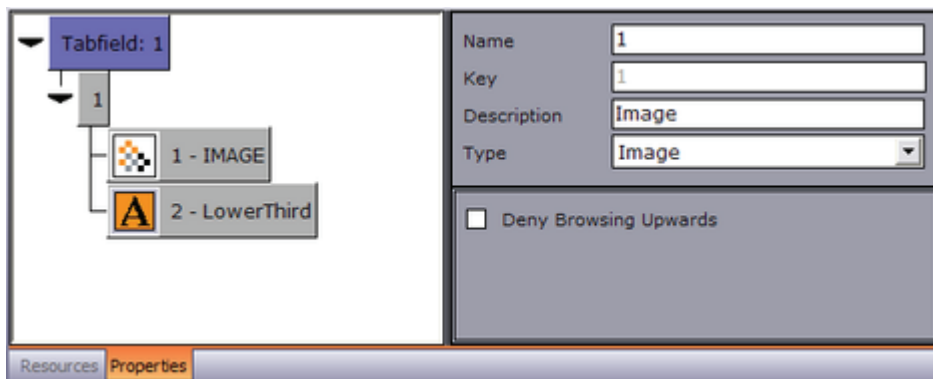 Tabfield: 1
1
1 - IMAGE
A
2 - LowerThird
Name 1
Key 1
Description Image
Type Image
Deny Browsing Upwards
Resources Properties